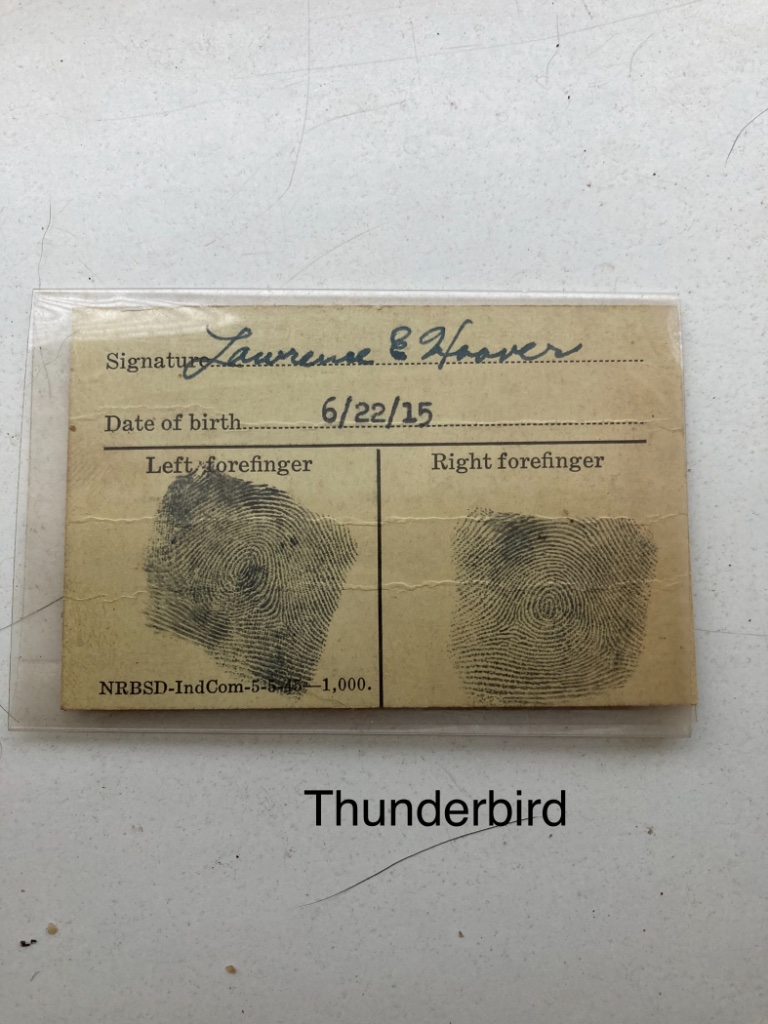 Signature Lawrence E Hoover
Date of birth 6/22/15
Left forefinger
Right forefinger
NRBSD-IndCom-5-5-45—1,000.
Thunderbird